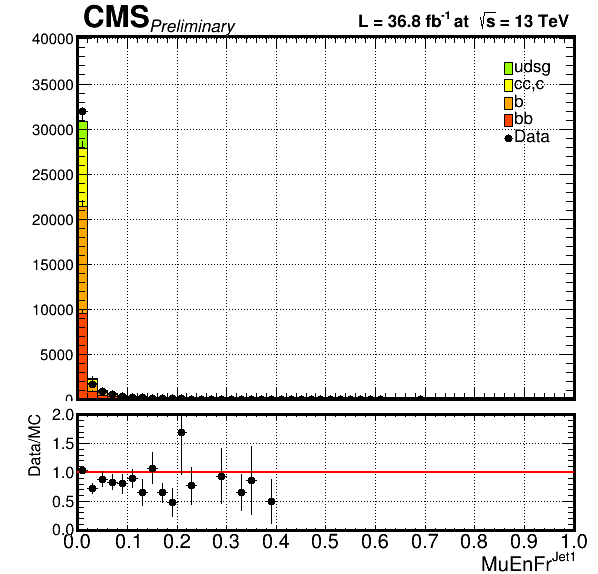 CMS Preliminary L = 36.8 fb⁻¹ at √s = 13 TeV
40000
35000
30000
25000
20000
15000
10000
5000
0
udsg
cc,c
b
bb
Data
Data/MC
2.0
1.5
1.0
0.5
0.0
0.0 0.1 0.2 0.3 0.4 0.5 0.6 0.7 0.8 0.9 1.0
MuEnFr^Jet1